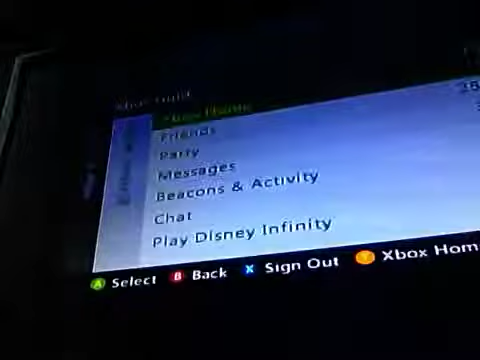 Xbox Guide
Xbox Home
Friends
Party
Messages
Beacons & Activity
Chat
Play Disney Infinity
A Select B Back X Sign Out Y Xbox Hom